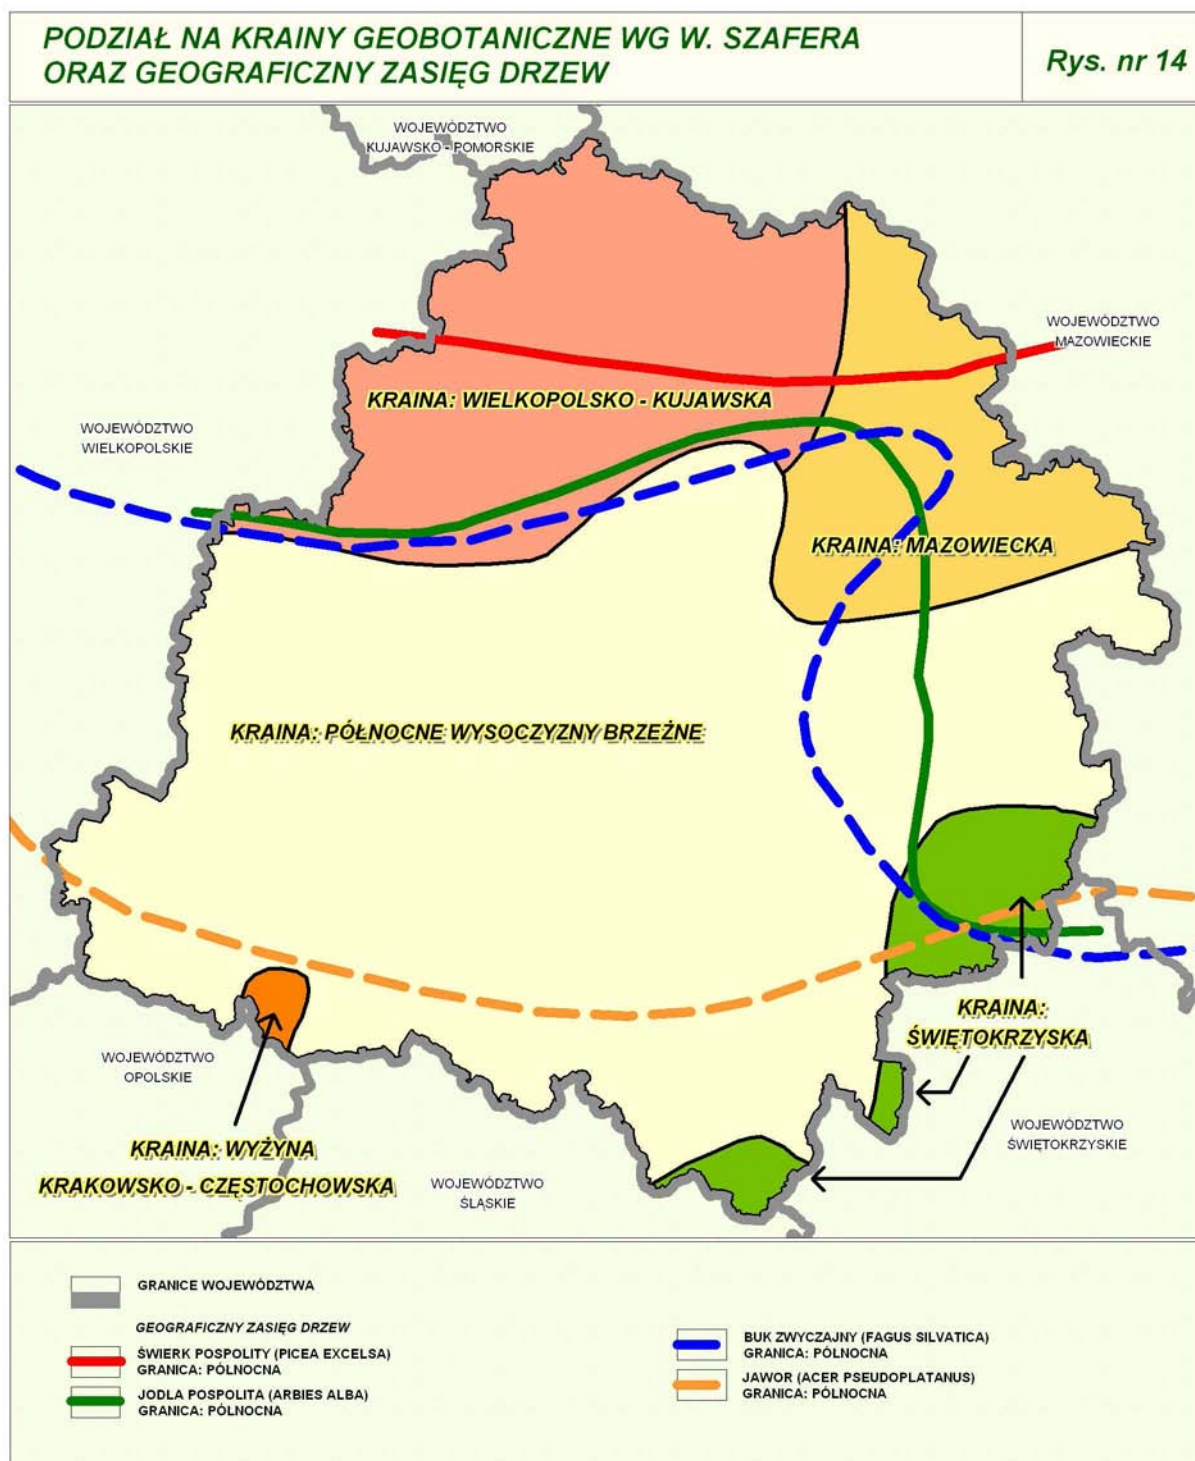 PODZIAŁ NA KRAINY GEOBOTANICZNE WG W. SZAFERA
ORAZ GEOGRAFICZNY ZASIĘG DRZEW
Rys. nr 14
WOJEWÓDZTWO
KUJAWSKO - POMORSKIE
WOJEWÓDZTWO
MAZOWIECKIE
KRAINA: WIELKOPOLSKO - KUJAWSKA
WOJEWÓDZTWO
WIELKOPOLSKIE
KRAINA: MAZOWIECKA
KRAINA: PÓŁNOCNE WYSOCZYZNY BRZEŻNE
KRAINA:
ŚWIĘTOKRZYSKA
WOJEWÓDZTWO
OPOLSKIE
WOJEWÓDZTWO
ŚWIĘTOKRZYSKIE
KRAINA: WYŻYNA
KRAKOWSKO - CZĘSTOCHOWSKA
WOJEWÓDZTWO
ŚLĄSKIE
GRANICE WOJEWÓDZTWA
GEOGRAFICZNY ZASIĘG DRZEW
ŚWIERK POSPOLITY (PICEA EXCELSA)
GRANICA: PÓŁNOCNA
JODLA POSPOLITA (ARBIES ALBA)
GRANICA: PÓŁNOCNA
BUK ZWYCZAJNY (FAGUS SILVATICA)
GRANICA: PÓŁNOCNA
JAWOR (ACER PSEUDOPLATANUS)
GRANICA: PÓŁNOCNA